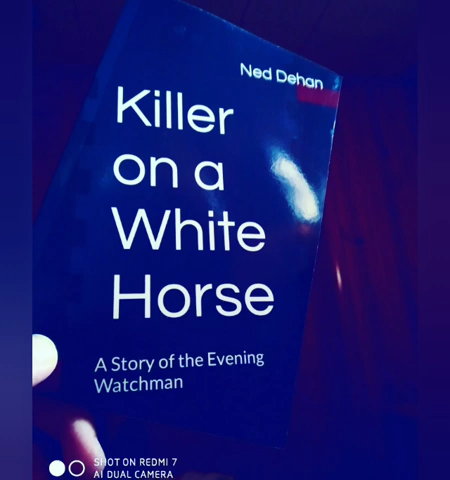 Ned Dehan
Killer
on a
White
Horse
A Story of the Evening
Watchman
SHOT ON REDMI 7
AI DUAL CAMERA